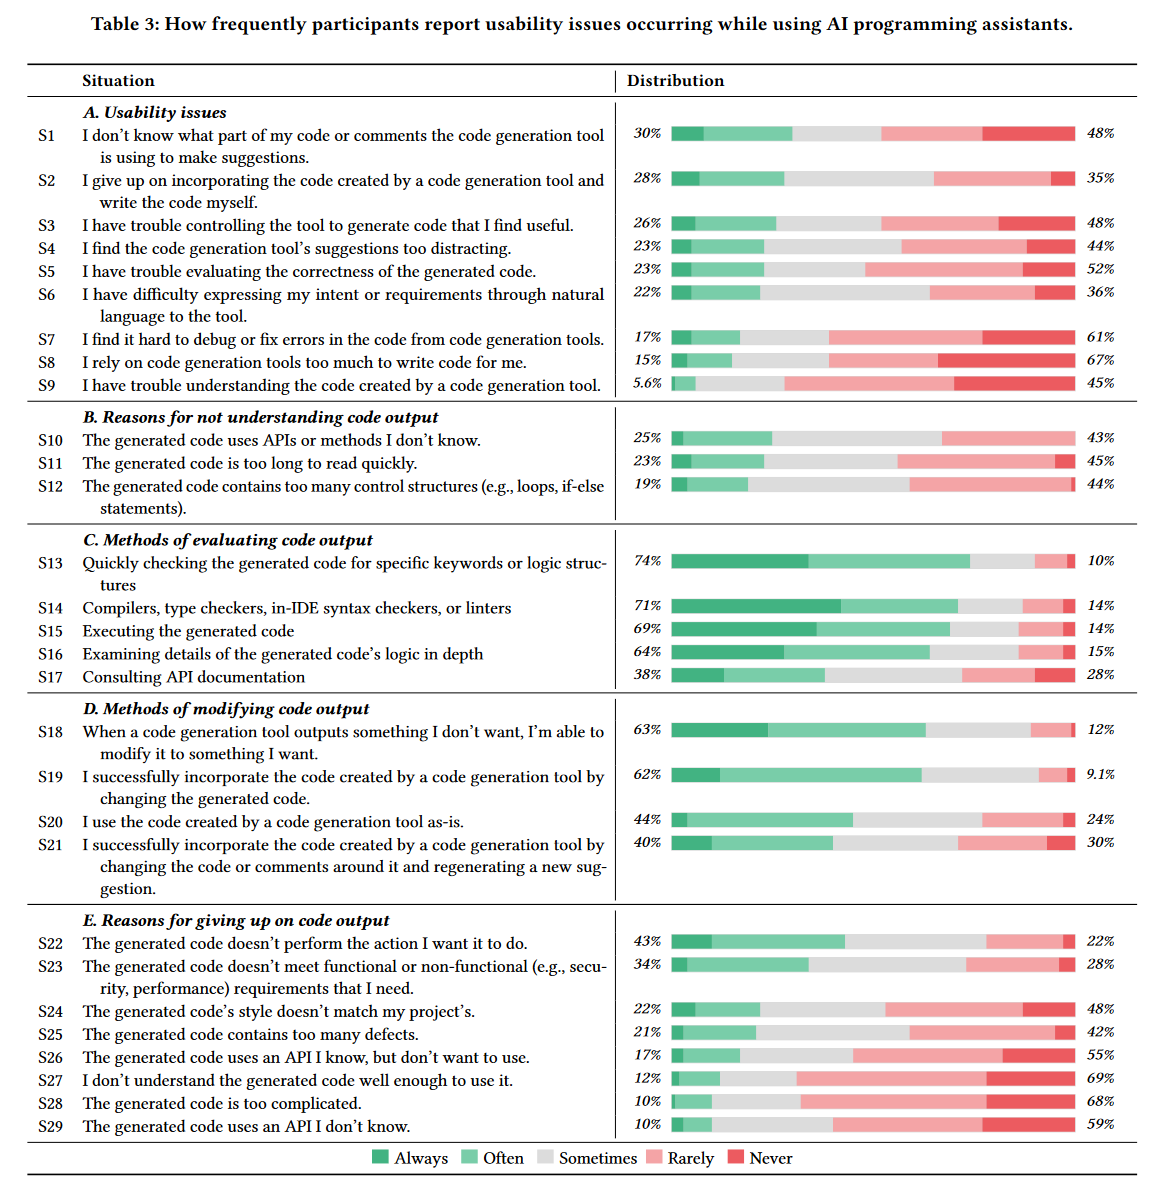 Table 3: How frequently participants report usability issues occurring while using AI programming assistants.
Situation Distribution
A. Usability issues
S1 I don't know what part of my code or comments the code generation tool 30% 48%
is using to make suggestions.
S2 I give up on incorporating the code created by a code generation tool and 28% 35%
write the code myself.
S3 I have trouble controlling the tool to generate code that I find useful. 26% 48%
S4 I find the code generation tool's suggestions too distracting. 23% 44%
S5 I have trouble evaluating the correctness of the generated code. 23% 52%
S6 I have difficulty expressing my intent or requirements through natural 22% 36%
language to the tool.
S7 I find it hard to debug or fix errors in the code from code generation tools. 17% 61%
S8 I rely on code generation tools too much to write code for me. 15% 67%
S9 I have trouble understanding the code created by a code generation tool. 5.6% 45%
B. Reasons for not understanding code output
S10 The generated code uses APIs or methods I don't know. 25% 43%
S11 The generated code is too long to read quickly. 23% 45%
S12 The generated code contains too many control structures (e.g., loops, if-else 19% 44%
statements).
C. Methods of evaluating code output
S13 Quickly checking the generated code for specific keywords or logic struc- 74% 10%
tures
S14 Compilers, type checkers, in-IDE syntax checkers, or linters 71% 14%
S15 Executing the generated code 69% 14%
S16 Examining details of the generated code's logic in depth 64% 15%
S17 Consulting API documentation 38% 28%
D. Methods of modifying code output
S18 When a code generation tool outputs something I don't want, I'm able to 63% 12%
modify it to something I want.
S19 I successfully incorporate the code created by a code generation tool by 62% 9.1%
changing the generated code.
S20 I use the code created by a code generation tool as-is. 44% 24%
S21 I successfully incorporate the code created by a code generation tool by 40% 30%
changing the code or comments around it and regenerating a new sug-
gestion.
E. Reasons for giving up on code output
S22 The generated code doesn't perform the action I want it to do. 43% 22%
S23 The generated code doesn't meet functional or non-functional (e.g., secu- 34% 28%
rity, performance) requirements that I need.
S24 The generated code's style doesn't match my project's. 22% 48%
S25 The generated code contains too many defects. 21% 42%
S26 The generated code uses an API I know, but don't want to use. 17% 55%
S27 I don't understand the generated code well enough to use it. 12% 69%
S28 The generated code is too complicated. 10% 68%
S29 The generated code uses an API I don't know. 10% 59%
Always Often Sometimes Rarely Never